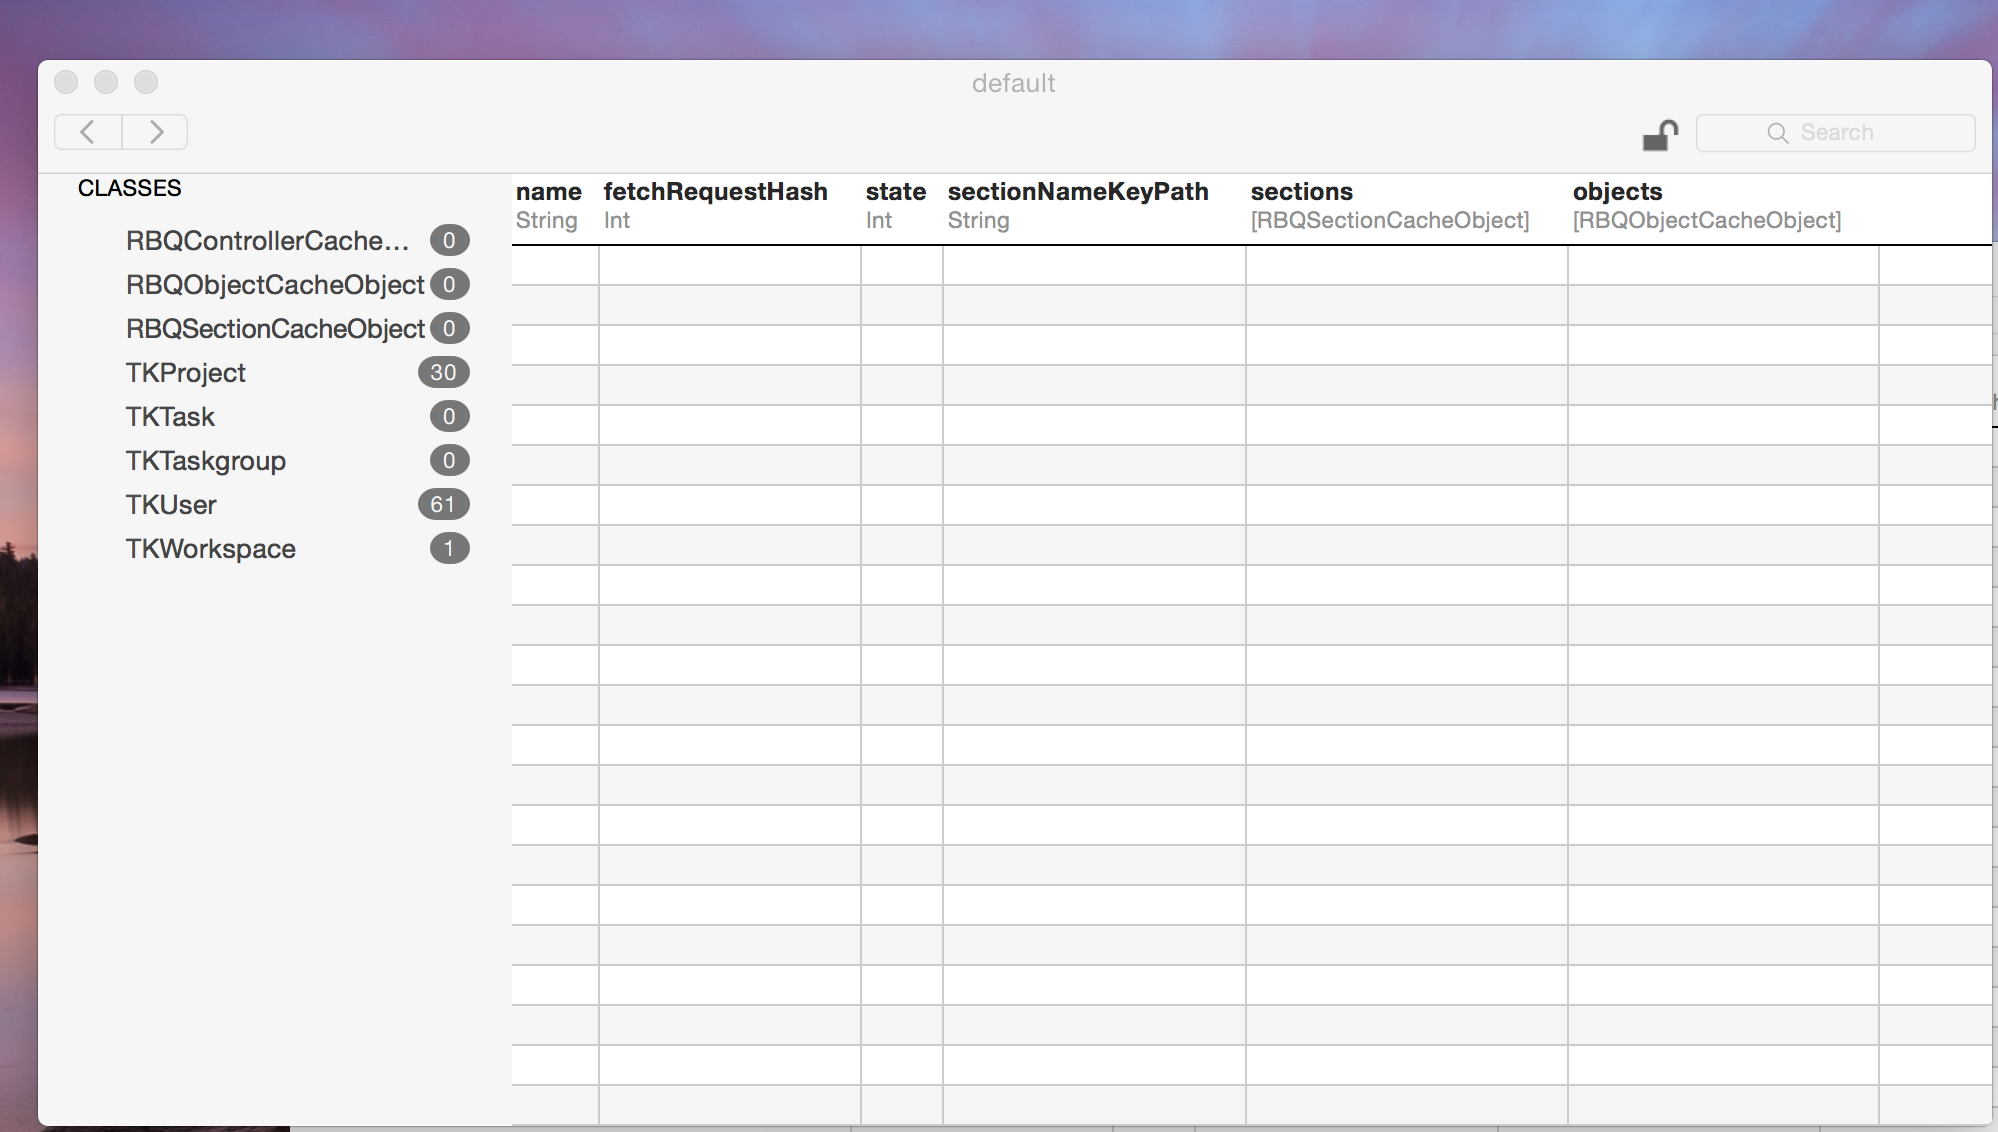 default
Search
CLASSES
RBQControllerCache... 0
RBQObjectCacheObject 0
RBQSectionCacheObject 0
TKProject 30
TKTask 0
TKTaskgroup 0
TKUser 61
TKWorkspace 1
name fetchRequestHash state sectionNameKeyPath sections objects
String Int Int String [RBQSectionCacheObject] [RBQObjectCacheObject]